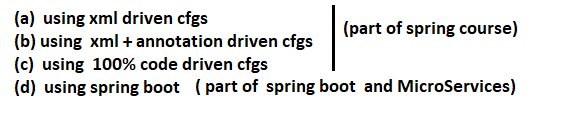 (a) using xml driven cfgs
(b) using xml + annotation driven cfgs
(c) using 100% code driven cfgs
(part of spring course)
(d) using spring boot ( part of spring boot and MicroServices)